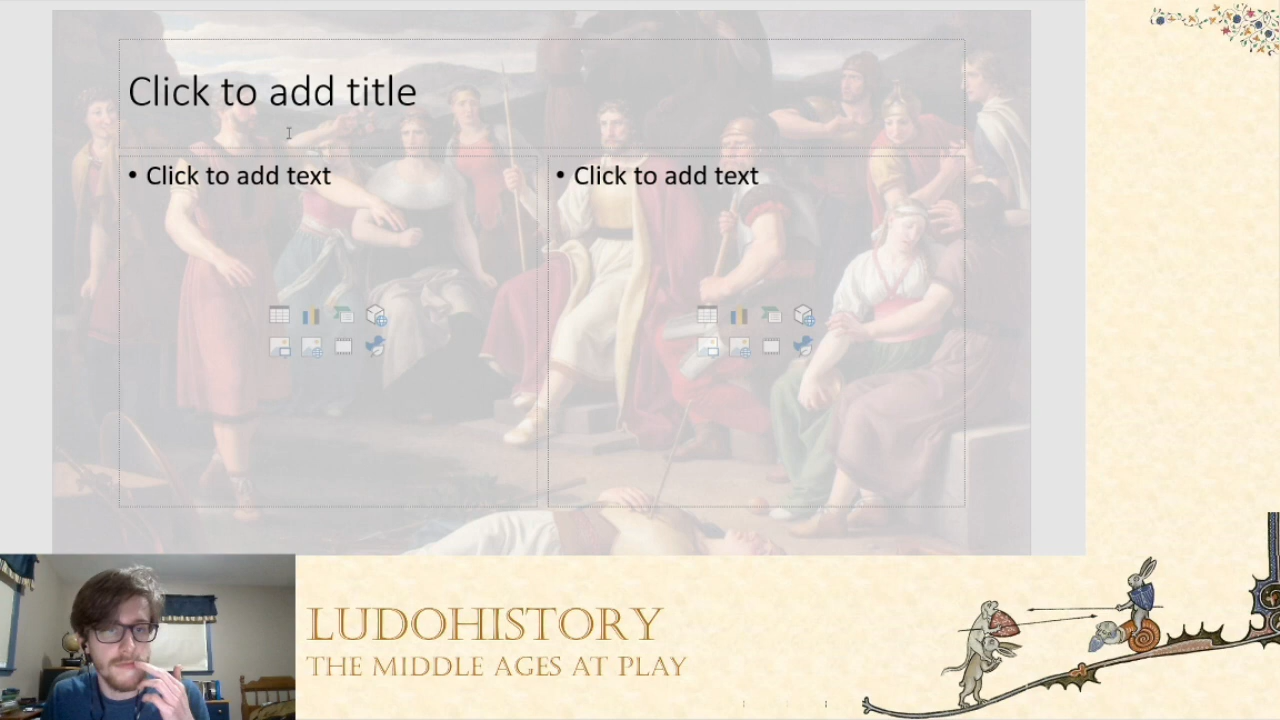 Click to add title
• Click to add text
• Click to add text
LUDOHISTORY
THE MIDDLE AGES AT PLAY